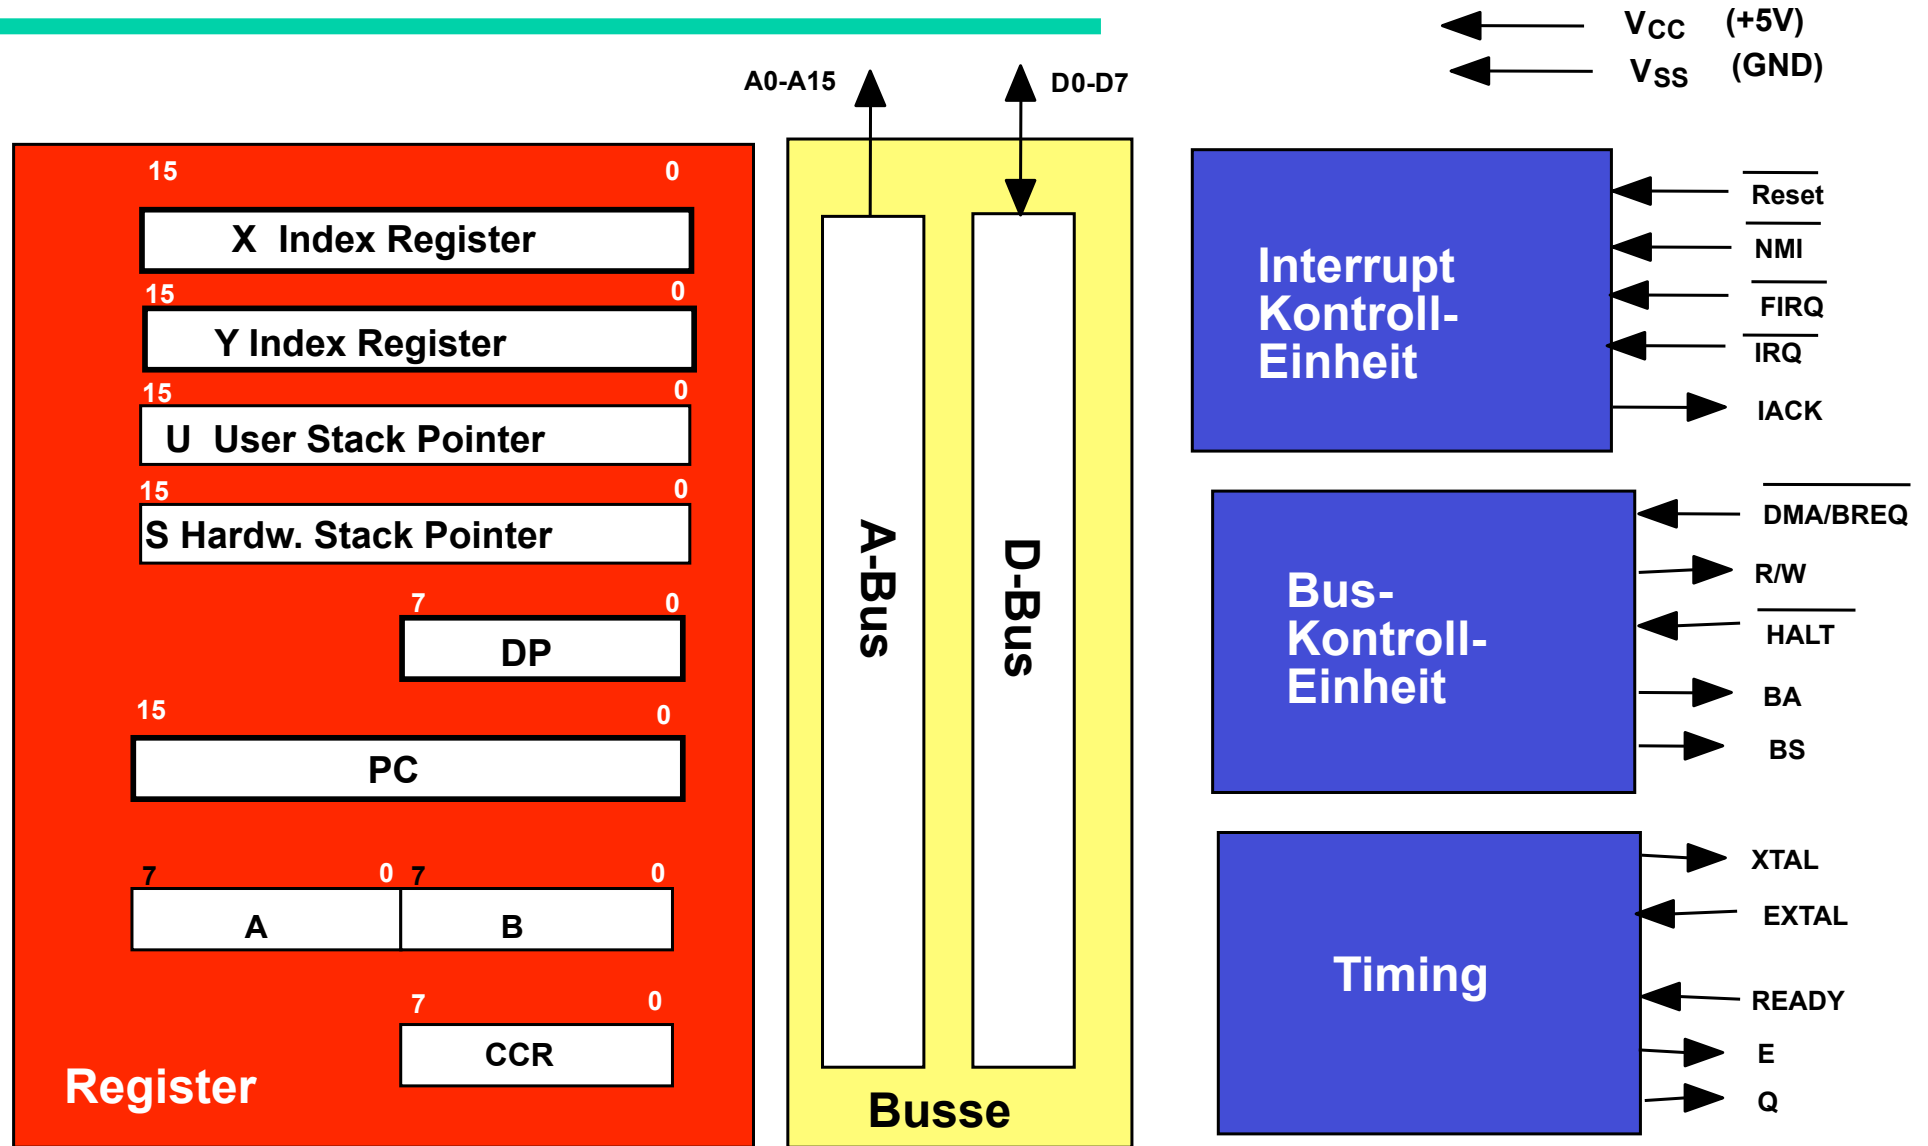 VCC (+5V)
VSS (GND)
A0-A15
D0-D7
15 0
X Index Register
15 0
Y Index Register
15 0
U User Stack Pointer
15 0
S Hardw. Stack Pointer
7 0
DP
15 0
PC
7 0 7 0
A B
7 0
CCR
Register
A-Bus
D-Bus
Busse
Interrupt
Kontroll-
Einheit
Reset
NMI
FIRQ
IRQ
IACK
Bus-
Kontroll-
Einheit
DMA/BREQ
R/W
HALT
BA
BS
Timing
XTAL
EXTAL
READY
E
Q